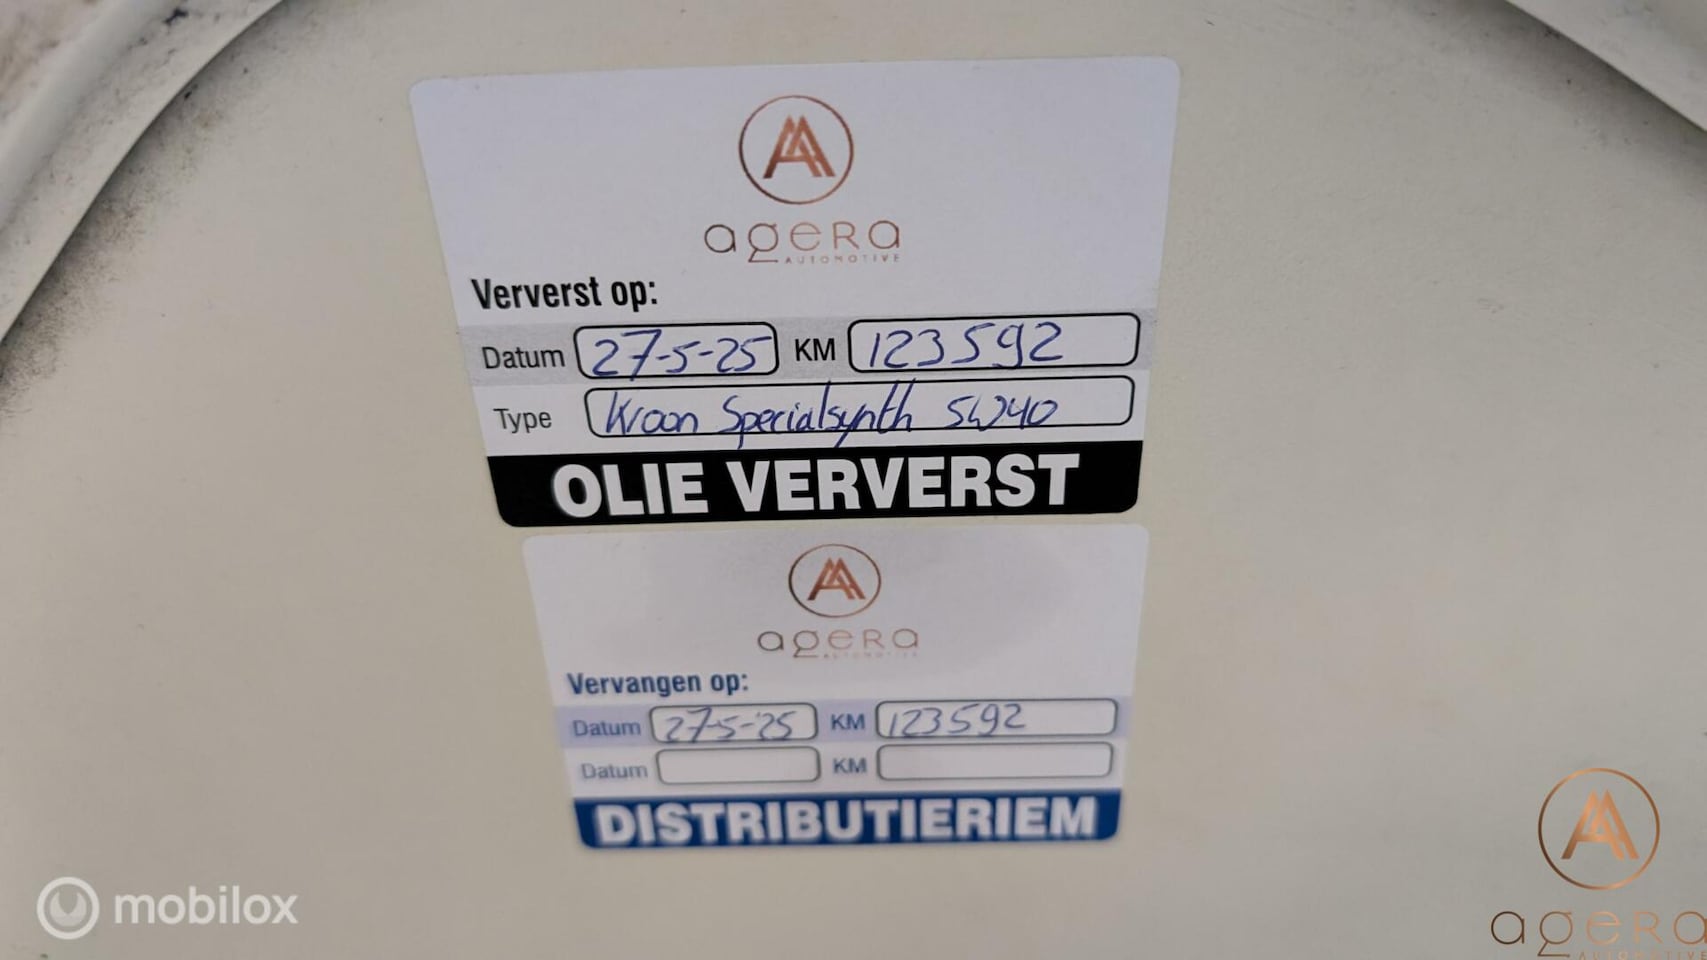 agera
AUTOMOTIVE
Ververst op:
Datum 27-5-25 KM 123592
Type Kroon Specialsynth 5W40
OLIE VERVERST
agera
AUTOMOTIVE
Vervangen op:
Datum 27-5-'25 KM 123592
Datum KM
DISTRIBUTIERIEM
mobilox
agera
AUTOMOTIVE